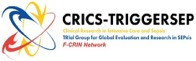 CRICS-TRIGGERSEP
Clinical Research in Intensive Care and Sepsis
TRIal Group for Global Evaluation and Research in SEPsis
F-CRIN Network